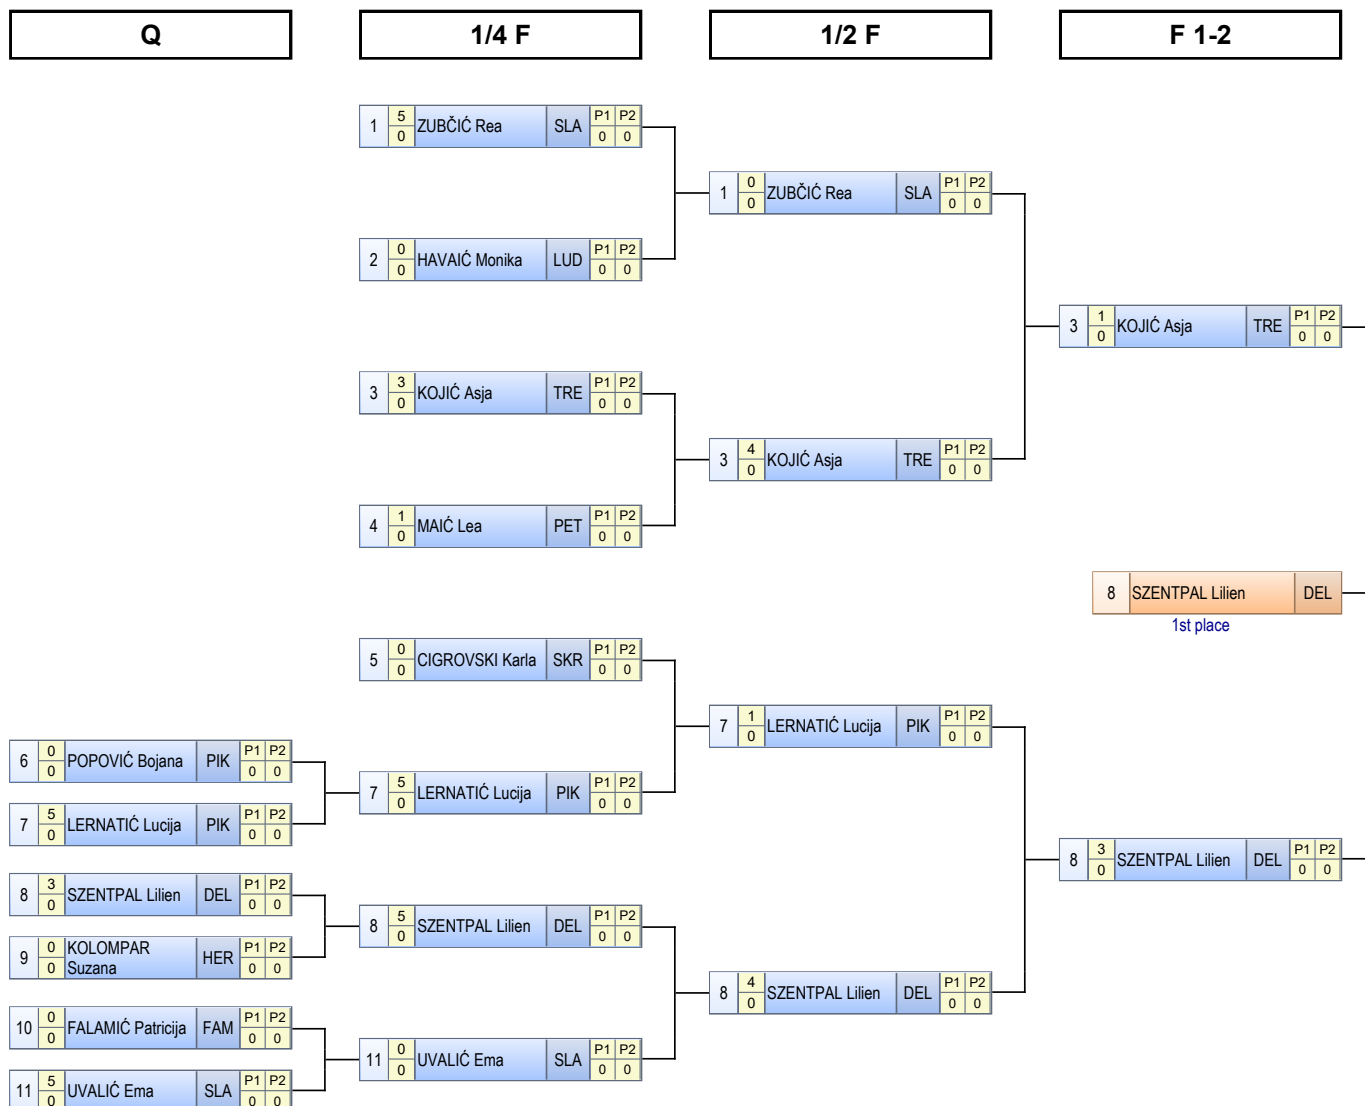 Q
1/4 F
1/2 F
F 1-2
1 5 0 ZUBČIĆ Rea SLA P1 P2 0 0
1 0 0 ZUBČIĆ Rea SLA P1 P2 0 0
2 0 0 HAVAIĆ Monika LUD P1 P2 0 0
3 1 0 KOJIĆ Asja TRE P1 P2 0 0
3 3 0 KOJIĆ Asja TRE P1 P2 0 0
3 4 0 KOJIĆ Asja TRE P1 P2 0 0
4 1 0 MAIĆ Lea PET P1 P2 0 0
8 SZENTPAL Lilien DEL
1st place
5 0 0 CIGROVSKI Karla SKR P1 P2 0 0
7 1 0 LERNATIĆ Lucija PIK P1 P2 0 0
6 0 0 POPOVIĆ Bojana PIK P1 P2 0 0
7 5 0 LERNATIĆ Lucija PIK P1 P2 0 0
7 5 0 LERNATIĆ Lucija PIK P1 P2 0 0
8 3 0 SZENTPAL Lilien DEL P1 P2 0 0
8 3 0 SZENTPAL Lilien DEL P1 P2 0 0
8 5 0 SZENTPAL Lilien DEL P1 P2 0 0
9 0 0 KOLOMPAR
Suzana HER P1 P2 0 0
8 4 0 SZENTPAL Lilien DEL P1 P2 0 0
10 0 0 FALAMIĆ Patricija FAM P1 P2 0 0
11 0 0 UVALIĆ Ema SLA P1 P2 0 0
11 5 0 UVALIĆ Ema SLA P1 P2 0 0